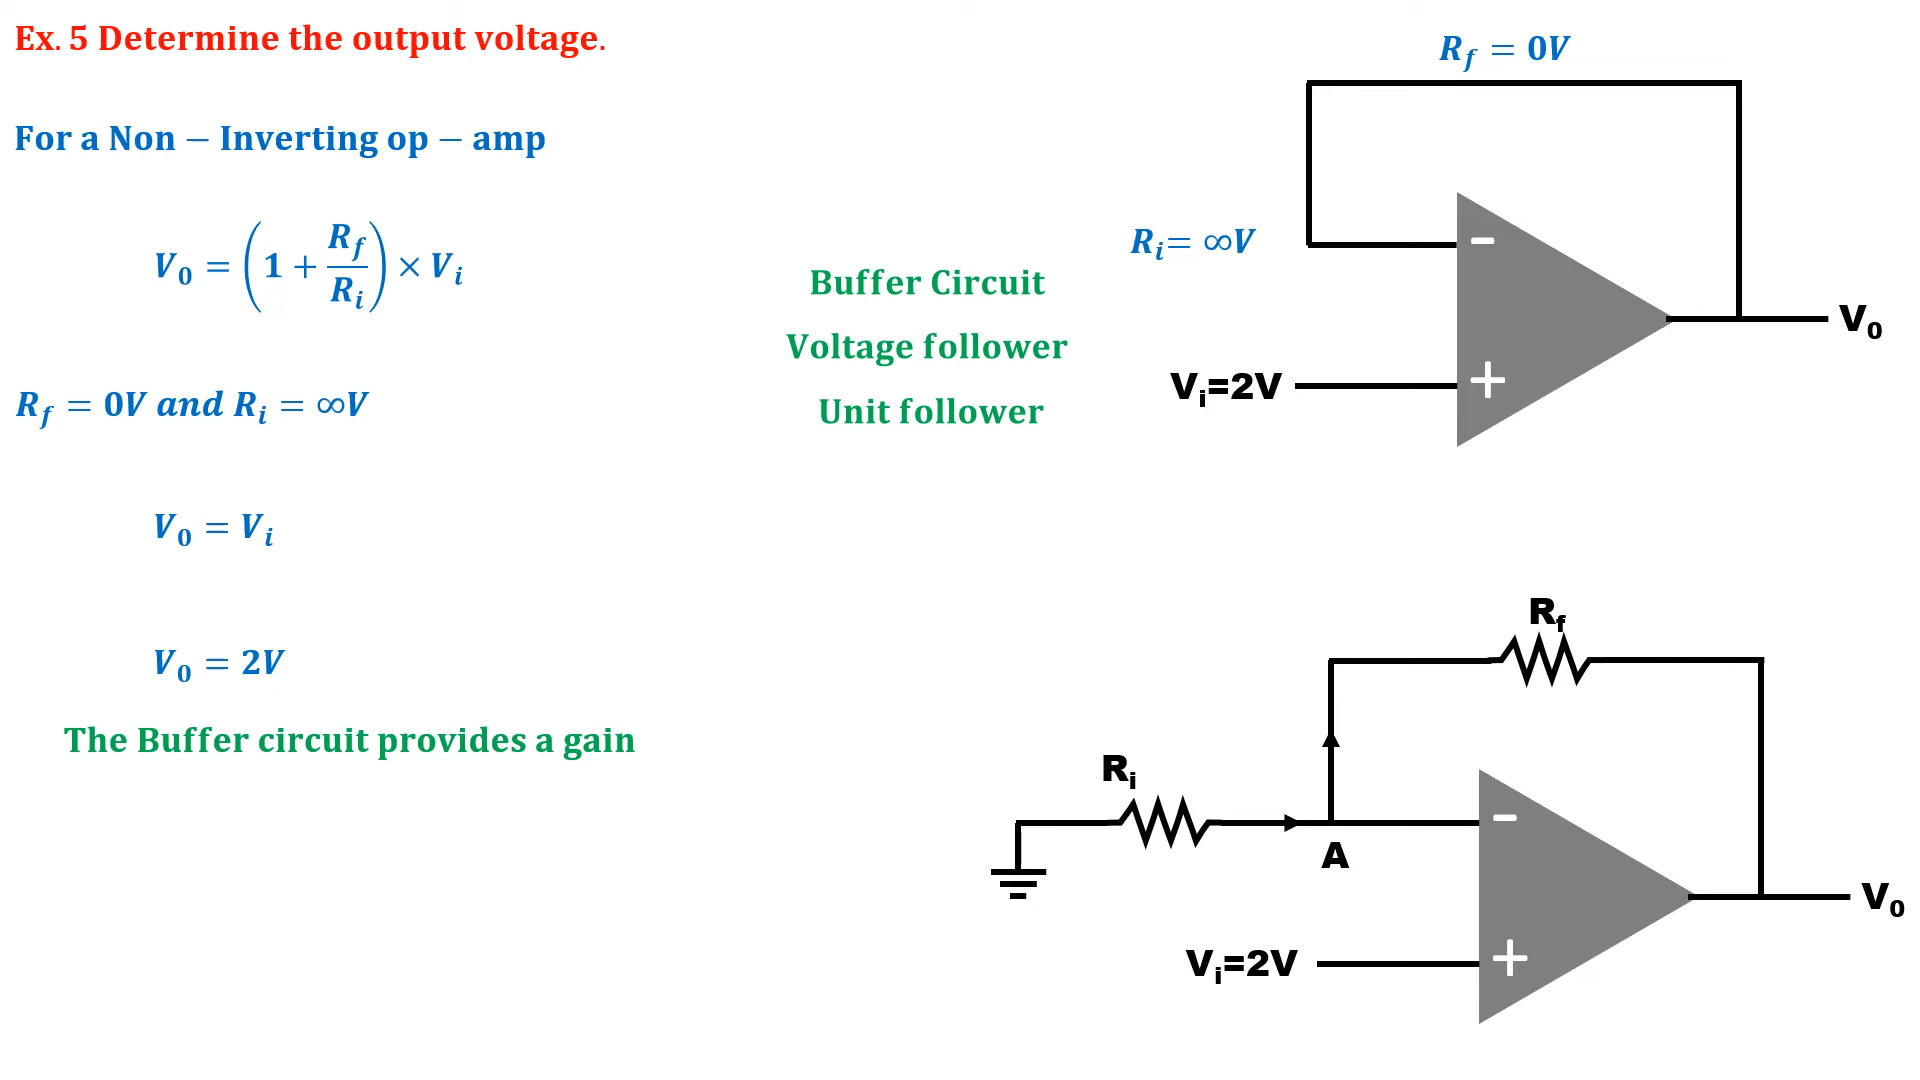 Ex. 5 Determine the output voltage.
For a Non − Inverting op − amp
V₀ = (1 + R_f/R_i) × V_i
R_f = 0V and R_i = ∞V
V₀ = V_i
V₀ = 2V
The Buffer circuit provides a gain
Buffer Circuit
Voltage follower
Unit follower
R_f = 0V
R_i= ∞V
−
+
V_i=2V
V₀
R_f
R_i
A
−
+
V_i=2V
V₀